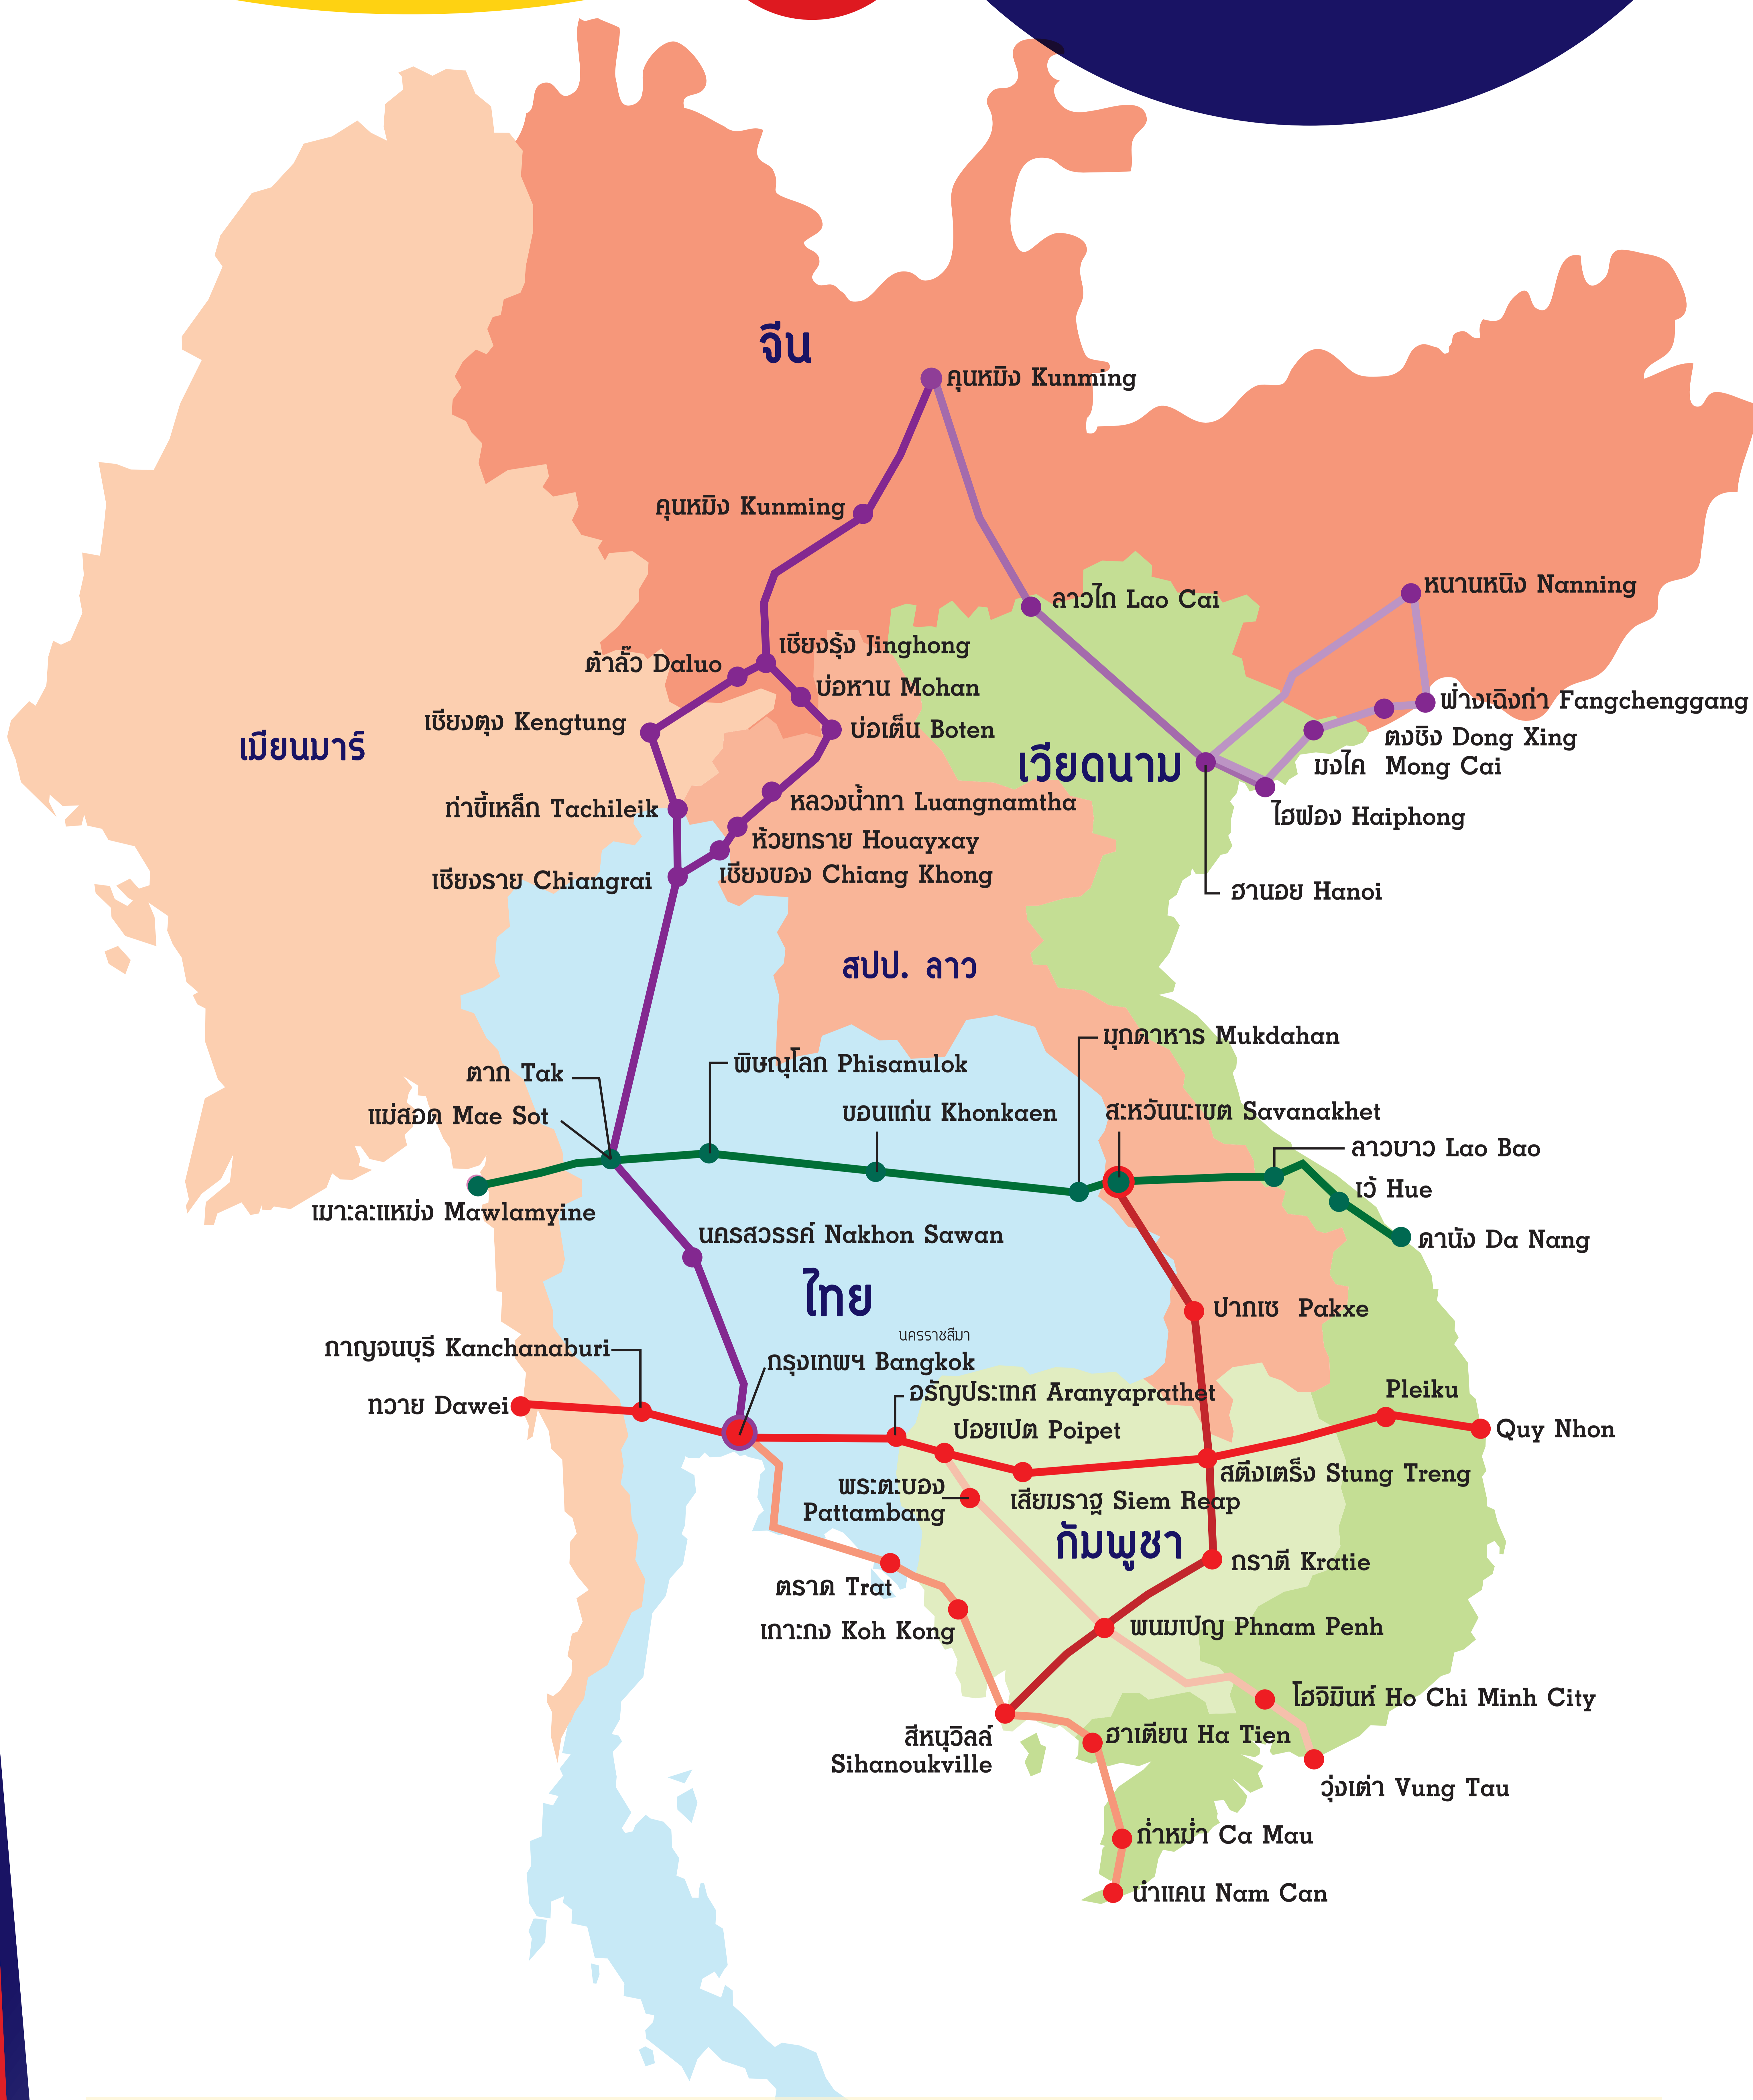 จีน
คุนหมิง Kunming
คุนหมิง Kunming
หนานหนิง Nanning
ลาวไก Lao Cai
เชียงรุ้ง Jinghong
ต้าลั๊ว Daluo
บ่อหาน Mohan
ฟ่างเฉิงก่า Fangchenggang
เชียงตุง Kengtung
บ่อเต็น Boten
ตงชิง Dong Xing
เมียนมาร์
เวียดนาม
มงไค Mong Cai
ท่าขี้เหล็ก Tachileik
หลวงน้ำทา Luangnamtha
ไฮฟอง Haiphong
ห้วยทราย Houayxay
เชียงราย Chiangrai
เชียงของ Chiang Khong
ฮานอย Hanoi
สปป. ลาว
มุกดาหาร Mukdahan
ตาก Tak
พิษณุโลก Phisanulok
แม่สอด Mae Sot
ขอนแก่น Khonkaen
สะหวันนะเขต Savanakhet
ลาวบาว Lao Bao
เว้ Hue
เมาะละแหม่ง Mawlamyine
นครสวรรค์ Nakhon Sawan
ดานัง Da Nang
ไทย
ปากเซ Pakxe
นครราชสีมา
กาญจนบุรี Kanchanaburi
กรุงเทพฯ Bangkok
อรัญประเทศ Aranyaprathet
Pleiku
ทวาย Dawei
ปอยเปต Poipet
Quy Nhon
สตึงเตร็ง Stung Treng
พระตะบอง
Pattambang
เสียมราฐ Siem Reap
กัมพูชา
กราตี Kratie
ตราด Trat
เกาะกง Koh Kong
พนมเปญ Phnam Penh
โฮจิมินห์ Ho Chi Minh City
สีหนุวิลล์
Sihanoukville
ฮาเตียน Ha Tien
วุ่งเต่า Vung Tau
ก่ำหม่ำ Ca Mau
นำแคน Nam Can